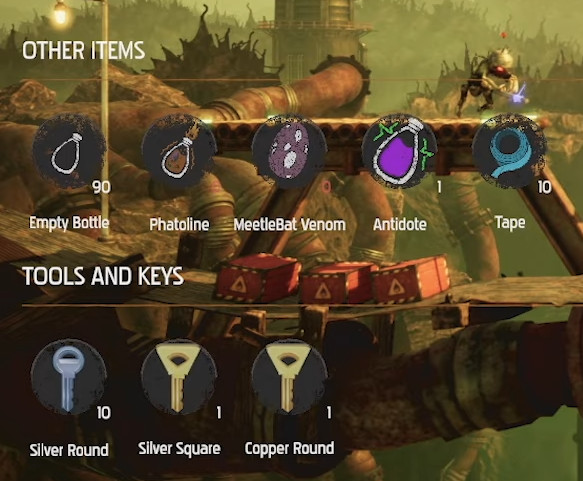 OTHER ITEMS
90 0 1 10
Empty Bottle Phatoline MeetleBat Venom Antidote Tape
TOOLS AND KEYS
10 1 1
Silver Round Silver Square Copper Round